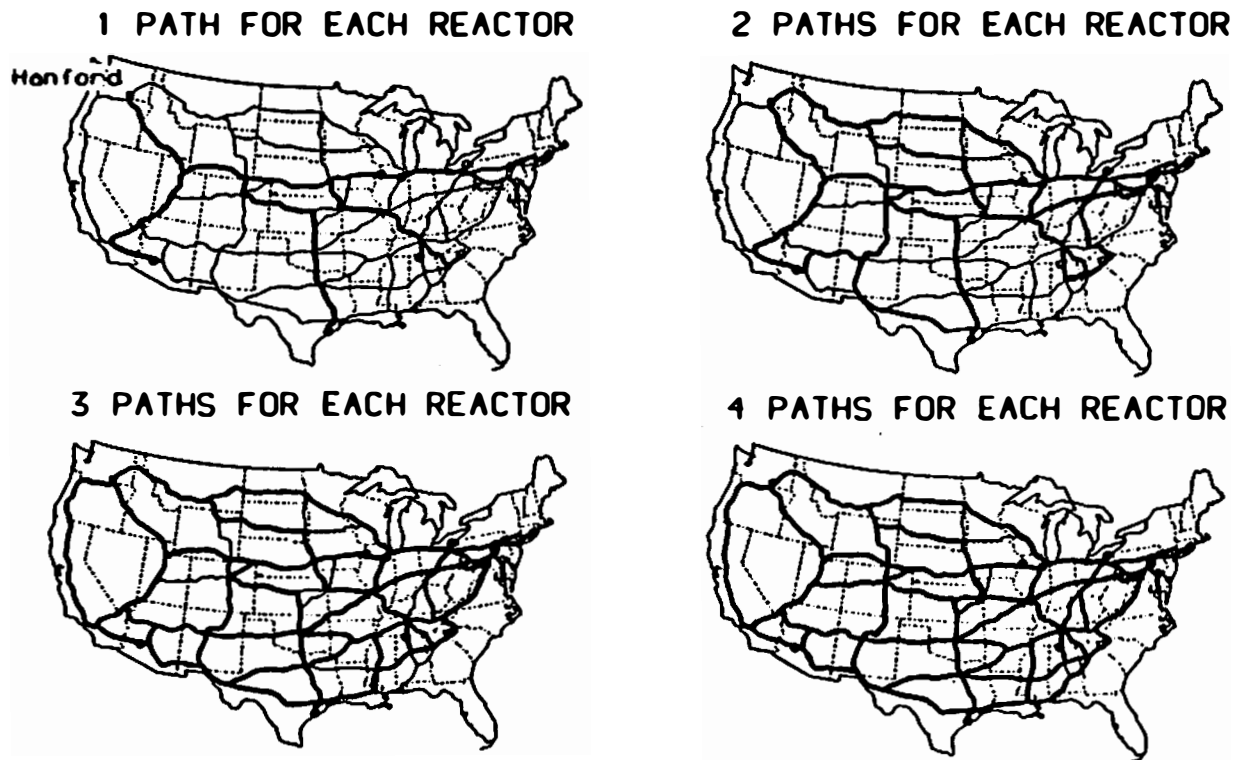 1 PATH FOR EACH REACTOR
2 PATHS FOR EACH REACTOR
Hanford
3 PATHS FOR EACH REACTOR
4 PATHS FOR EACH REACTOR